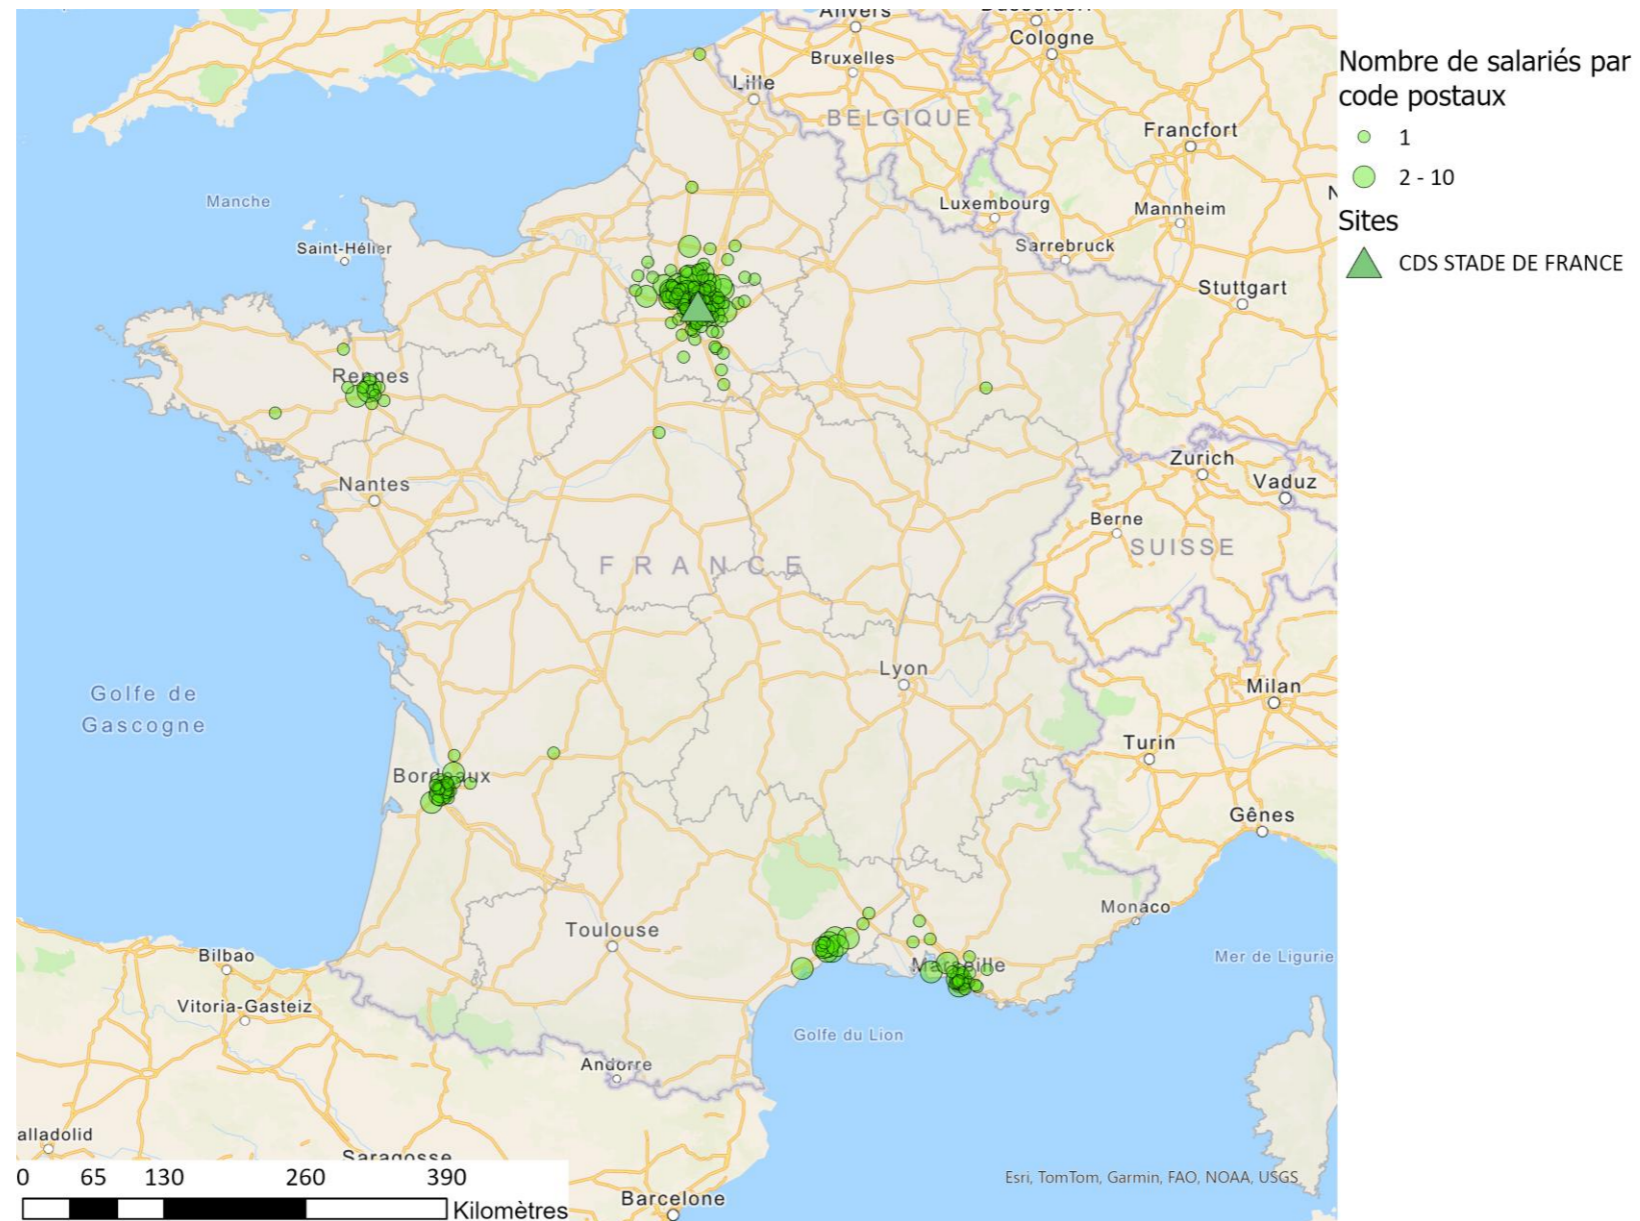 Anvers
Bruxelles
Cologne
Lille
BELGIQUE
Francfort
Manche
Luxembourg
Mannheim
Saint-Hélier
Sarrebruck
Stuttgart
Rennes
Zurich
Vaduz
Nantes
Berne
SUISSE
FRANCE
Lyon
Golfe de
Gascogne
Milan
Turin
Bordeaux
Gênes
Monaco
Toulouse
Bilbao
Marseille
Mer de Ligurie
Vitoria-Gasteiz
Golfe du Lion
Andorre
alladolid
Saragosse
Barcelone
0 65 130 260 390
Kilomètres
Esri, TomTom, Garmin, FAO, NOAA, USGS
Nombre de salariés par
code postaux
1
2 - 10
Sites
CDS STADE DE FRANCE